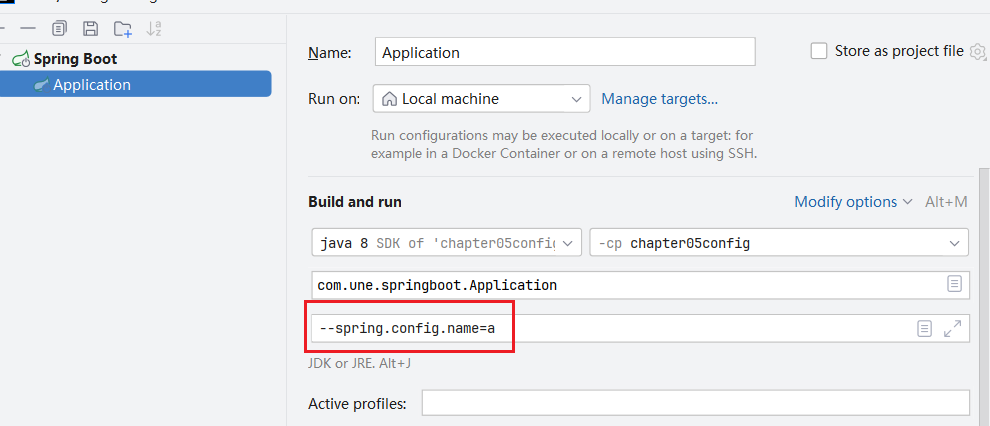 Spring Boot
Application
Name: Application Store as project file
Run on: Local machine Manage targets...
Run configurations may be executed locally or on a target: for
example in a Docker Container or on a remote host using SSH.
Build and run Modify options Alt+M
java 8 SDK of 'chapter05config -cp chapter05config
com.une.springboot.Application
--spring.config.name=a
JDK or JRE. Alt+J
Active profiles: